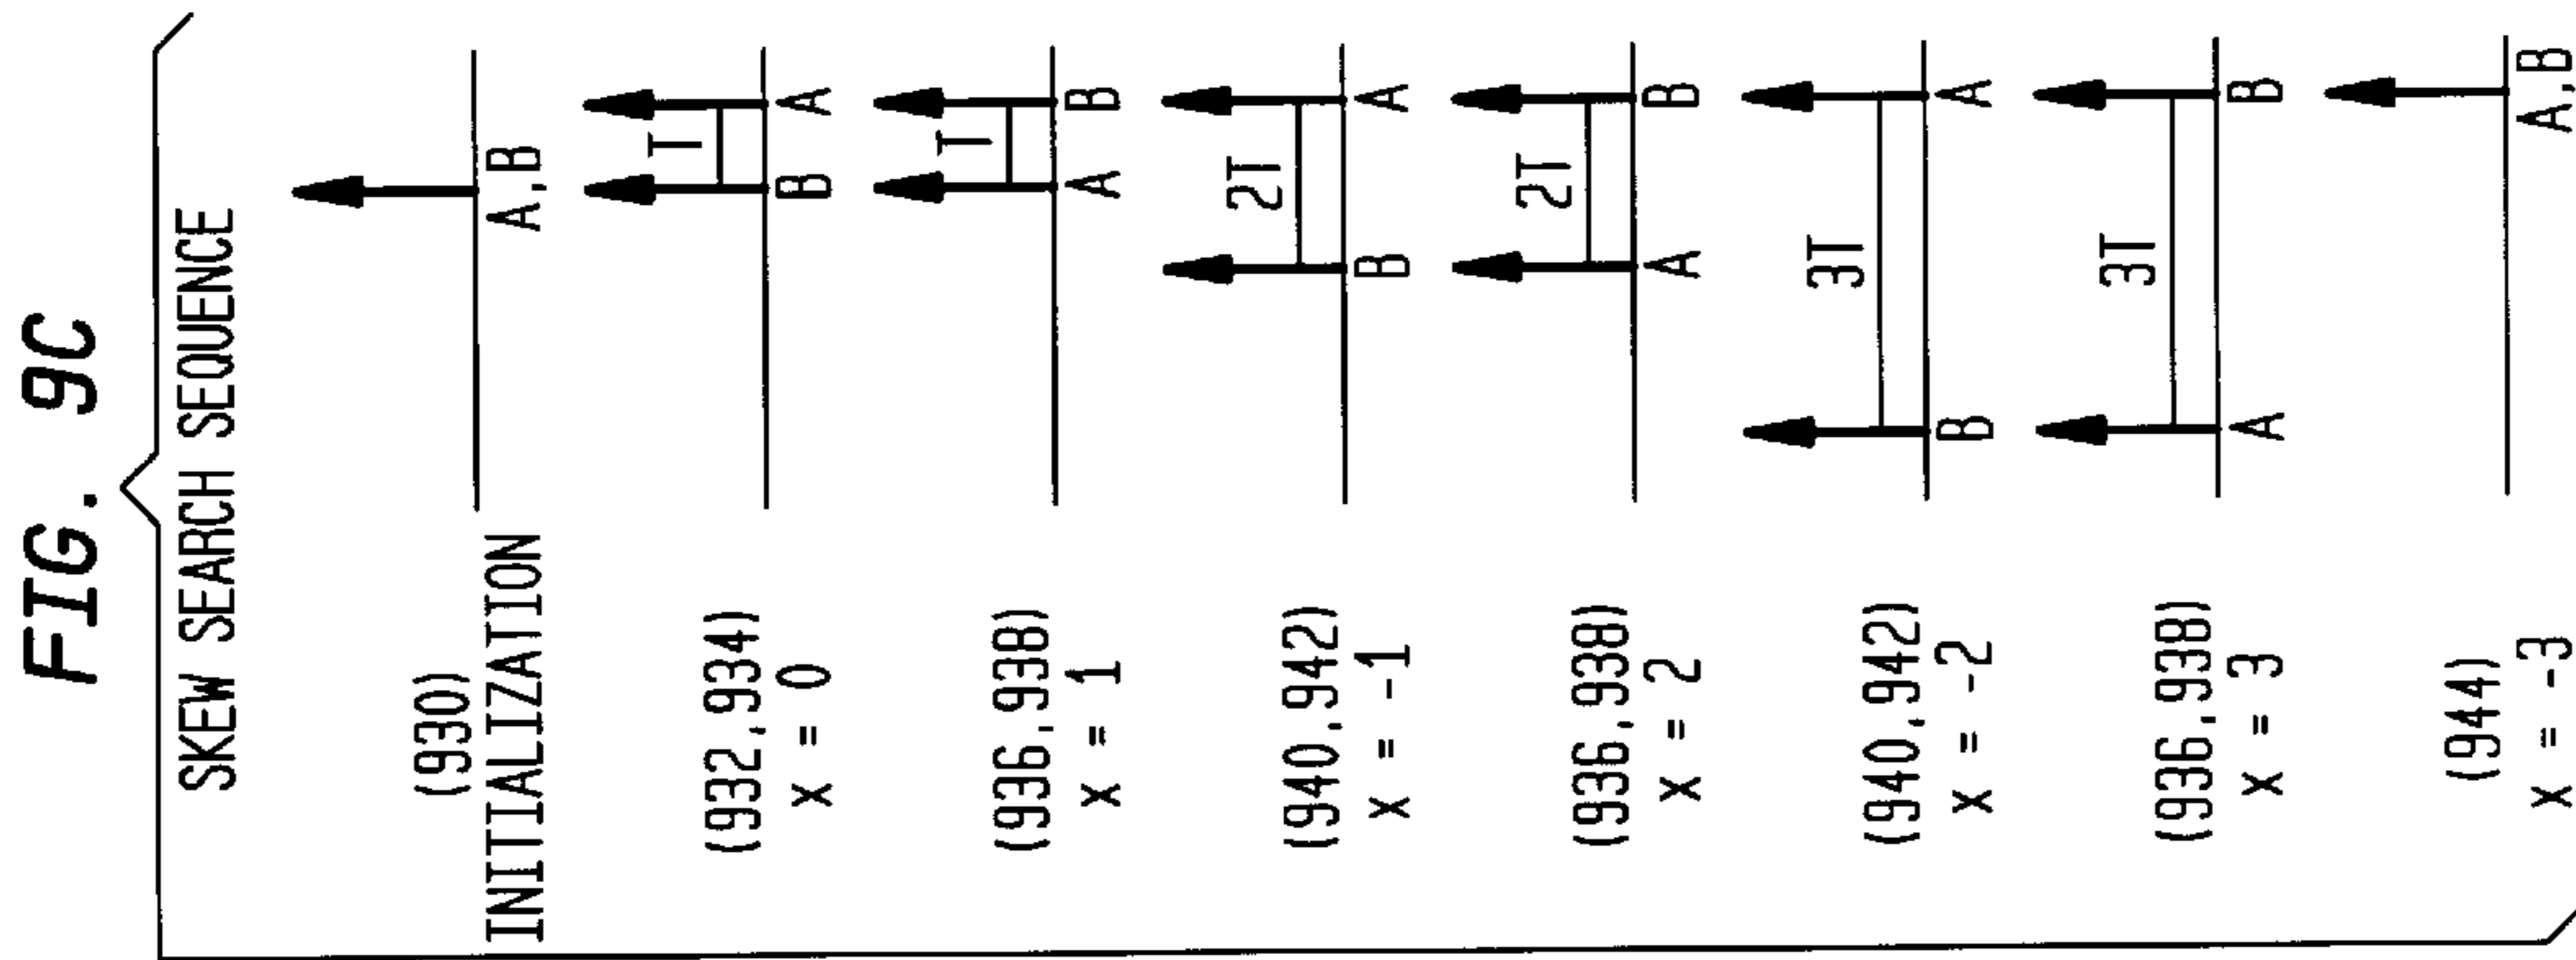 FIG. 9C
SKEW SEARCH SEQUENCE
(930)
INITIALIZATION
A,B
(932,934)
X = 0
T
B A
(936,938)
X = 1
T
A B
(940,942)
X = -1
2T
B A
(936,938)
X = 2
2T
A B
(940,942)
X = -2
3T
B A
(936,938)
X = 3
3T
A B
(944)
X = -3
A,B